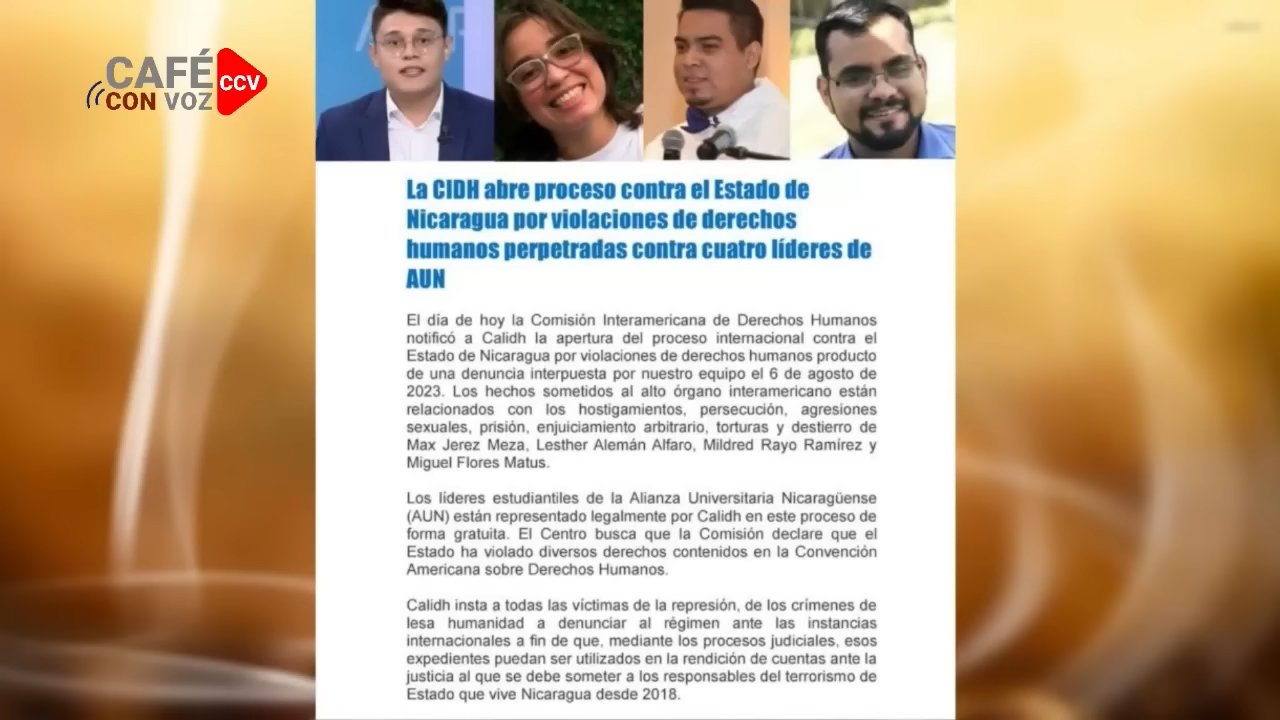 CAFÉ
CON VOZ
CCV
La CIDH abre proceso contra el Estado de
Nicaragua por violaciones de derechos
humanos perpetradas contra cuatro líderes de
AUN
El día de hoy la Comisión Interamericana de Derechos Humanos
notificó a Calidh la apertura del proceso internacional contra el
Estado de Nicaragua por violaciones de derechos humanos producto
de una denuncia interpuesta por nuestro equipo el 6 de agosto de
2023. Los hechos sometidos al alto órgano interamericano están
relacionados con los hostigamientos, persecución, agresiones
sexuales, prisión, enjuiciamiento arbitrario, torturas y destierro de
Max Jerez Meza, Lesther Alemán Alfaro, Mildred Rayo Ramírez y
Miguel Flores Matus.
Los líderes estudiantiles de la Alianza Universitaria Nicaragüense
(AUN) están representado legalmente por Calidh en este proceso de
forma gratuita. El Centro busca que la Comisión declare que el
Estado ha violado diversos derechos contenidos en la Convención
Americana sobre Derechos Humanos.
Calidh insta a todas las víctimas de la represión, de los crímenes de
lesa humanidad a denunciar al régimen ante las instancias
internacionales a fin de que, mediante los procesos judiciales, esos
expedientes puedan ser utilizados en la rendición de cuentas ante la
justicia al que se debe someter a los responsables del terrorismo de
Estado que vive Nicaragua desde 2018.